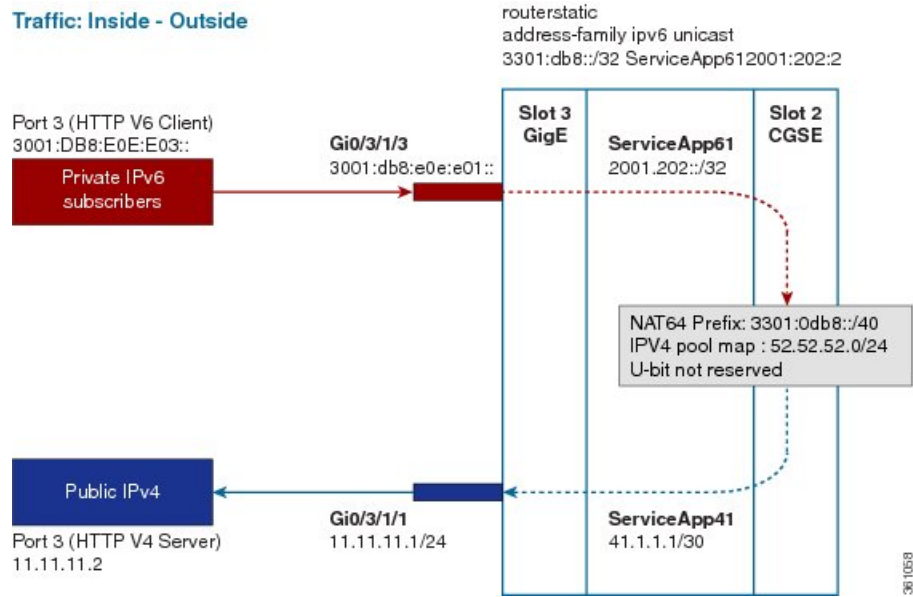 Traffic: Inside - Outside
routerstatic
address-family ipv6 unicast
3301:db8::/32 ServiceApp612001:202:2
Port 3 (HTTP V6 Client)
3001:DB8:E0E:E03::
Private IPv6
subscribers
Gi0/3/1/3
3001:db8:e0e:e01::
Slot 3
GigE
ServiceApp61
2001.202::/32
Slot 2
CGSE
NAT64 Prefix: 3301:0db8::/40
IPV4 pool map : 52.52.52.0/24
U-bit not reserved
Public IPv4
Port 3 (HTTP V4 Server)
11.11.11.2
Gi0/3/1/1
11.11.11.1/24
ServiceApp41
41.1.1.1/30
361058